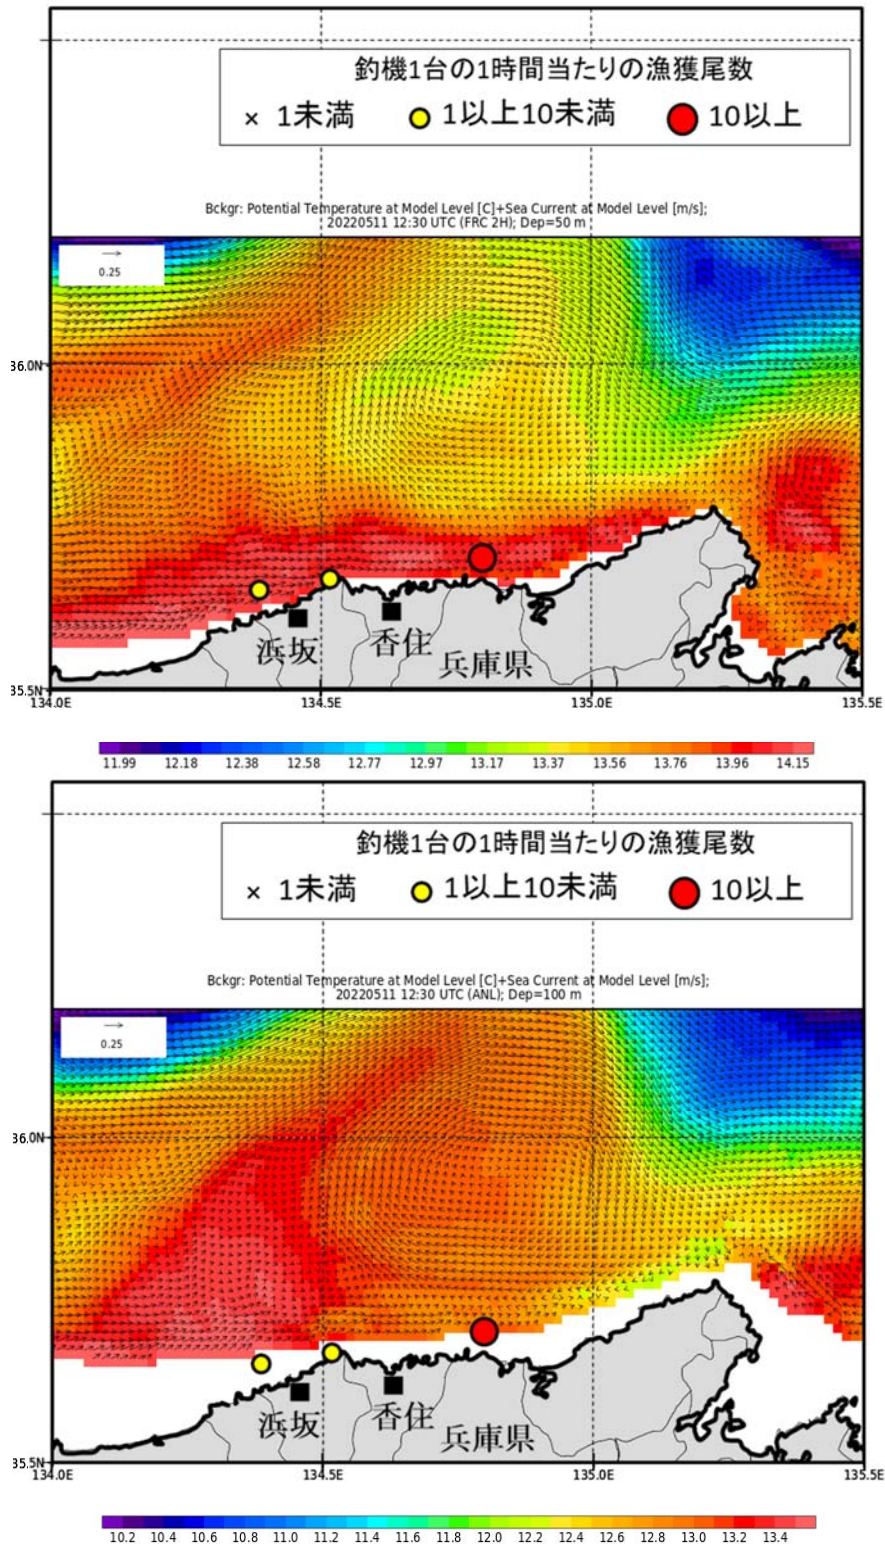 釣機1台の1時間当たりの漁獲尾数
× 1未満 1以上10未満 10以上
Bckgr: Potential Temperature at Model Level [C]+Sea Current at Model Level [m/s];
20220511 12:30 UTC (FRC 2H); Dep=50 m
0.25
36.0N
浜坂 香住 兵庫県
35.5N
134.0E 134.5E 135.0E 135.5E
11.99 12.18 12.38 12.58 12.77 12.97 13.17 13.37 13.56 13.76 13.96 14.15
釣機1台の1時間当たりの漁獲尾数
× 1未満 1以上10未満 10以上
Bckgr: Potential Temperature at Model Level [C]+Sea Current at Model Level [m/s];
20220511 12:30 UTC (ANL); Dep=100 m
0.25
36.0N
浜坂 香住 兵庫県
35.5N
134.0E 134.5E 135.0E 135.5E
10.2 10.4 10.6 10.8 11.0 11.2 11.4 11.6 11.8 12.0 12.2 12.4 12.6 12.8 13.0 13.2 13.4